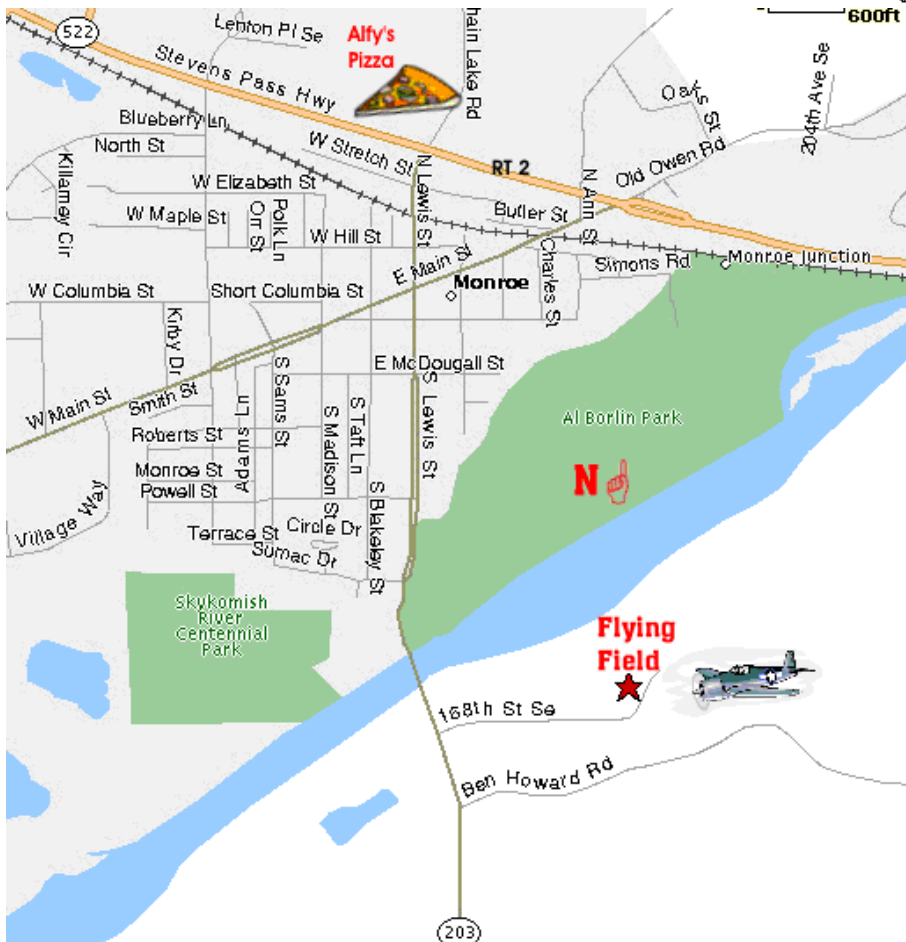 600ft
522
Lenton Pl Se
Alfy's
Pizza
hain Lake Rd
Stevens Pass Hwy
Oaks St
204th Ave Se
Blueberry Ln
North St
W Stretch St
Killarney Cir
RT 2
N Ann St
Old Owen Rd
W Elizabeth St
N Lewis St
W Maple St
Orr St
Polk Ln
W Hill St
Butler St
E Main St
Charles St
Simons Rd
Monroe Junction
W Columbia St
Short Columbia St
Monroe
Kirby Dr
E McDougall St
W Main St
Smith St
S Sams St
S Lewis St
Al Borlin Park
Roberts St
Adams Ln
S Madison St
S Taft Ln
Monroe St
Powell St
N
Village Way
S Blakeley St
Terrace St
Circle Dr
Sumac Dr
Skykomish
River
Centennial
Park
Flying
Field
168th St Se
Ben Howard Rd
203